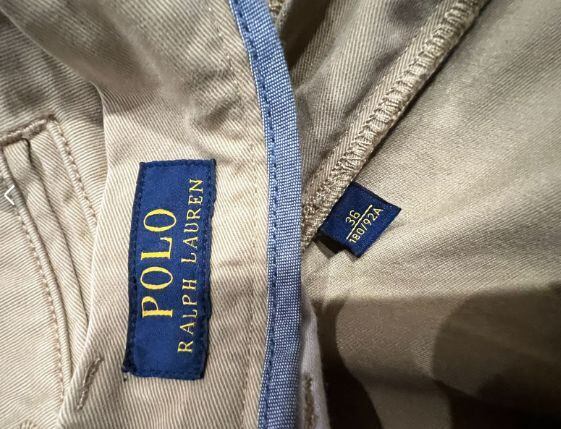 POLO
RALPH LAUREN
36
180/92A